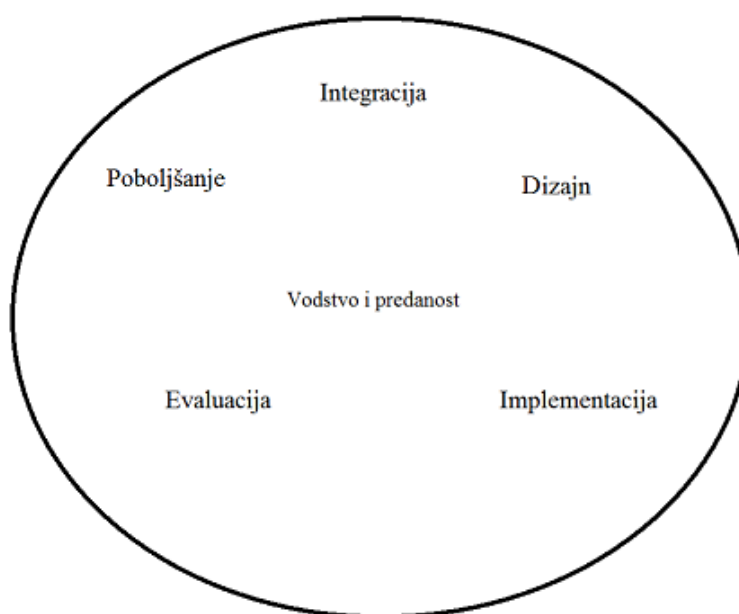 Integracija
Poboljšanje
Dizajn
Vodstvo i predanost
Evaluacija
Implementacija